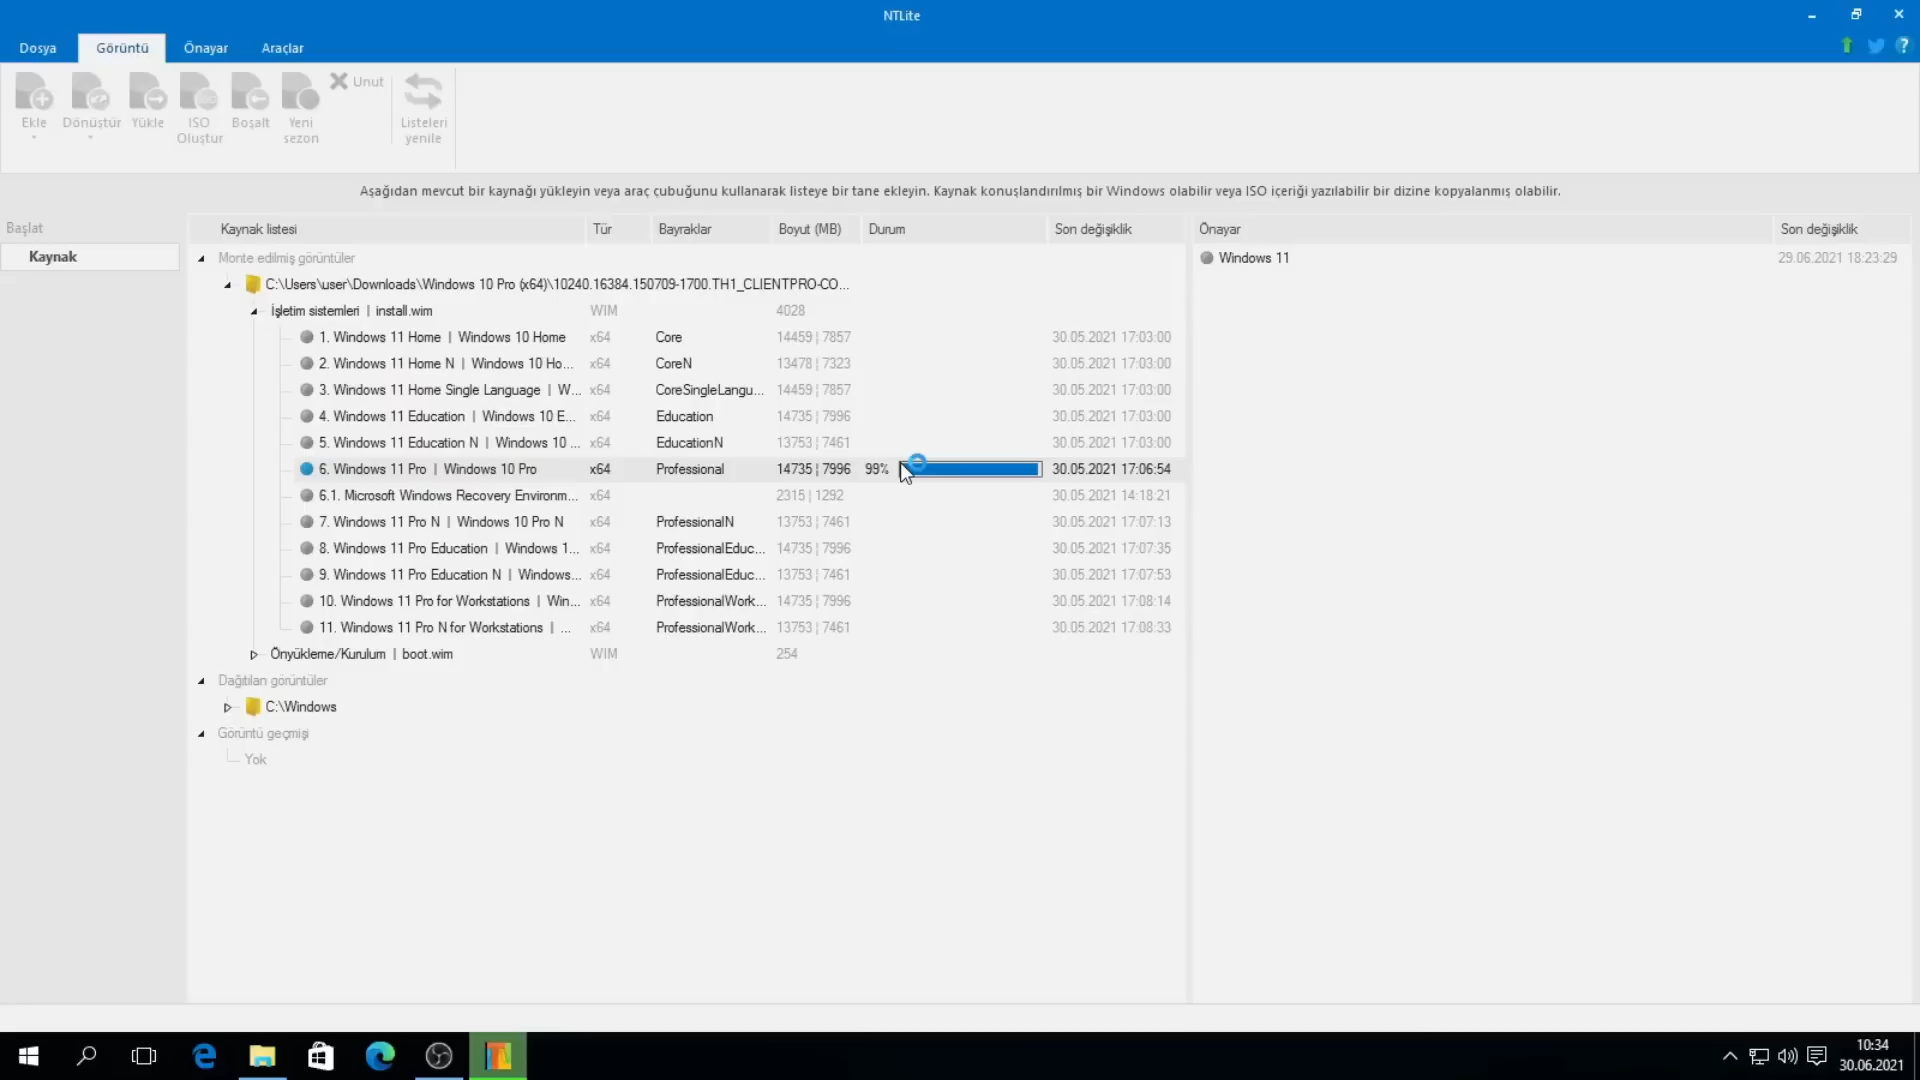 NTLite
Dosya Görüntü Önayar Araçlar
Ekle Dönüştür Yükle ISO Oluştur Boşalt Yeni sezon Unut Listeleri yenile
Aşağıdan mevcut bir kaynağı yükleyin veya araç çubuğunu kullanarak listeye bir tane ekleyin. Kaynak konuşlandırılmış bir Windows olabilir veya ISO içeriği yazılabilir bir dizine kopyalanmış olabilir.
Başlat
Kaynak
Kaynak listesi Tür Bayraklar Boyut (MB) Durum Son değişiklik
Monte edilmiş görüntüler
C:\Users\user\Downloads\Windows 10 Pro (x64)\10240.16384.150709-1700.TH1_CLIENTPRO-CO...
İşletim sistemleri | install.wim WIM 4028
1. Windows 11 Home | Windows 10 Home x64 Core 14459 | 7857 30.05.2021 17:03:00
2. Windows 11 Home N | Windows 10 Ho... x64 CoreN 13478 | 7323 30.05.2021 17:03:00
3. Windows 11 Home Single Language | W... x64 CoreSingleLangu... 14459 | 7857 30.05.2021 17:03:00
4. Windows 11 Education | Windows 10 E... x64 Education 14735 | 7996 30.05.2021 17:03:00
5. Windows 11 Education N | Windows 10 ... x64 EducationN 13753 | 7461 30.05.2021 17:03:00
6. Windows 11 Pro | Windows 10 Pro x64 Professional 14735 | 7996 99% 30.05.2021 17:06:54
6.1. Microsoft Windows Recovery Environm... x64 2315 | 1292 30.05.2021 14:18:21
7. Windows 11 Pro N | Windows 10 Pro N x64 ProfessionalN 13753 | 7461 30.05.2021 17:07:13
8. Windows 11 Pro Education | Windows 1... x64 ProfessionalEduc... 14735 | 7996 30.05.2021 17:07:35
9. Windows 11 Pro Education N | Windows... x64 ProfessionalEduc... 13753 | 7461 30.05.2021 17:07:53
10. Windows 11 Pro for Workstations | Win... x64 ProfessionalWork... 14735 | 7996 30.05.2021 17:08:14
11. Windows 11 Pro N for Workstations | ... x64 ProfessionalWork... 13753 | 7461 30.05.2021 17:08:33
Önyükleme/Kurulum | boot.wim WIM 254
Dağıtılan görüntüler
C:\Windows
Görüntü geçmişi
Yok
Önayar Son değişiklik
Windows 11 29.06.2021 18:23:29
10:34
30.06.2021